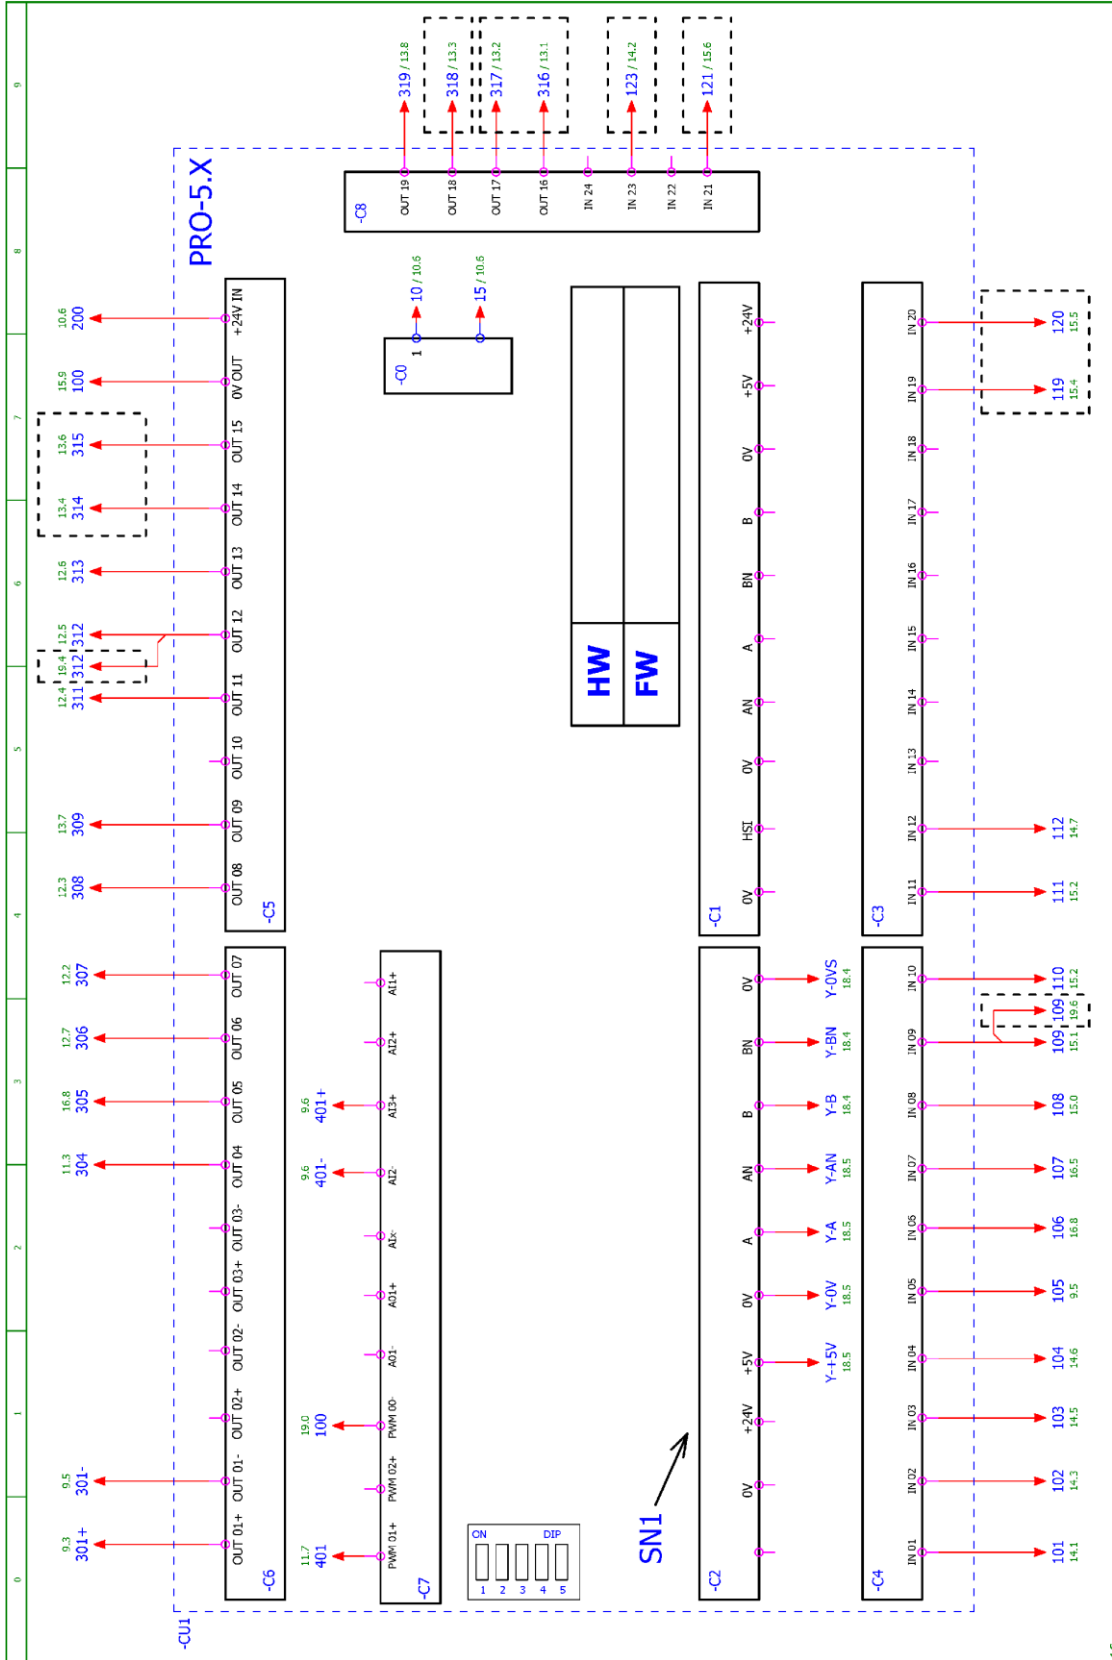 0
1
2
3
4
5
6
7
8
9
-CU1
PRO-5.X
9.3 301+ OUT 01+
9.5 301- OUT 01-
OUT 02+
OUT 02-
OUT 03+
OUT 03-
11.3 304 OUT 04
16.8 305 OUT 05
12.7 306 OUT 06
12.2 307 OUT 07
-C6
12.3 308 OUT 08
13.7 309 OUT 09
OUT 10
12.4 311 OUT 11
19.4 312
12.5 312 OUT 12
12.6 313 OUT 13
13.4 314 OUT 14
13.6 315 OUT 15
15.9 100 0V OUT
10.6 200 +24V IN
-C5
11.7 401 PWM 01+
PWM 02+
19.0 100 PWM 00-
A01-
A01+
AIx-
9.6 401- AI2-
9.6 401+ AI3+
AI2+
AI1+
-C7
-C0
1
10 / 10.6
15 / 10.6
-C8
OUT 19 319 / 13.8
OUT 18 318 / 13.3
OUT 17 317 / 13.2
OUT 16 316 / 13.1
IN 24
IN 23 123 / 14.2
IN 22
IN 21 121 / 15.6
ON DIP
1 2 3 4 5
HW
FW
SN1
-C2
0V
+24V
+5V Y-+5V 18.5
0V Y-0V 18.5
A Y-A 18.5
AN Y-AN 18.5
B Y-B 18.4
BN Y-BN 18.4
0V Y-0VS 18.4
-C1
0V
HSI
0V
AN
A
BN
B
0V
+5V
+24V
-C4
IN 01 101 14.1
IN 02 102 14.3
IN 03 103 14.5
IN 04 104 14.6
IN 05 105 9.5
IN 06 106 16.8
IN 07 107 16.5
IN 08 108 15.0
IN 09 109 15.1
109 19.6
IN 10 110 15.2
-C3
IN 11 111 15.2
IN 12 112 14.7
IN 13
IN 14
IN 15
IN 16
IN 17
IN 18
IN 19 119 15.4
IN 20 120 15.5